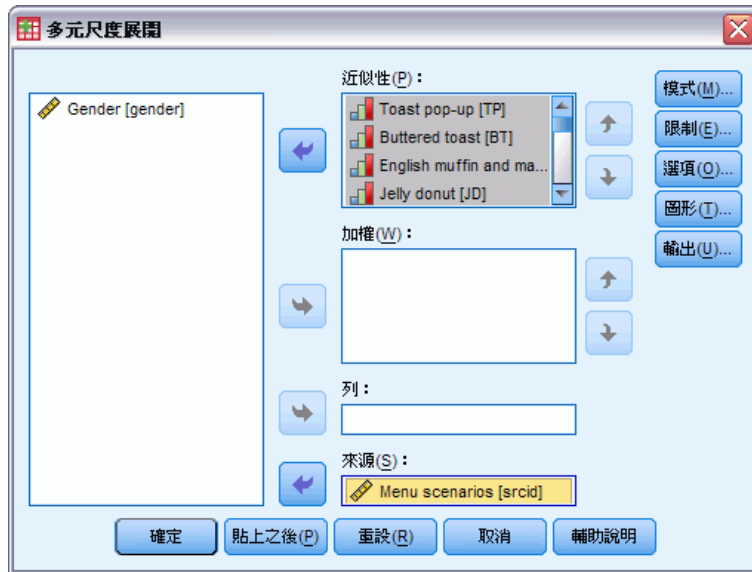 多元尺度展開
Gender [gender]
近似性(P)：
Toast pop-up [TP]
Buttered toast [BT]
English muffin and ma...
Jelly donut [JD]
加權(W)：
列：
來源(S)：
Menu scenarios [srcid]
模式(M)...
限制(E)...
選項(O)...
圖形(T)...
輸出(U)...
確定
貼上之後(P)
重設(R)
取消
輔助說明